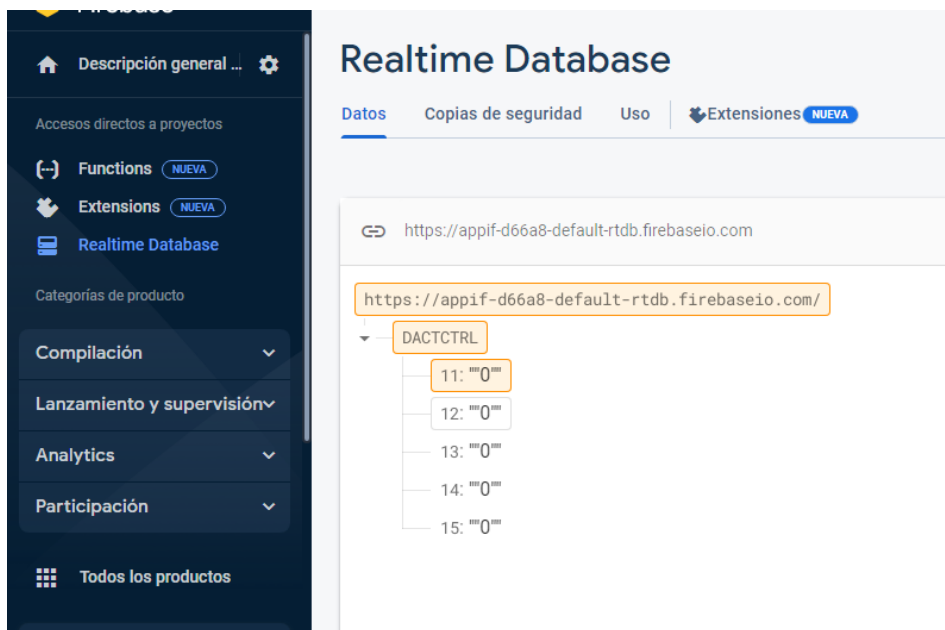 Descripción general ...
Accesos directos a proyectos
Functions NUEVA
Extensions NUEVA
Realtime Database
Categorías de producto
Compilación
Lanzamiento y supervisión
Analytics
Participación
Todos los productos
Realtime Database
Datos Copias de seguridad Uso Extensiones NUEVA
https://appif-d66a8-default-rtdb.firebaseio.com
https://appif-d66a8-default-rtdb.firebaseio.com/
DACTCTRL
11: ""0""
12: ""0""
13: ""0""
14: ""0""
15: ""0""